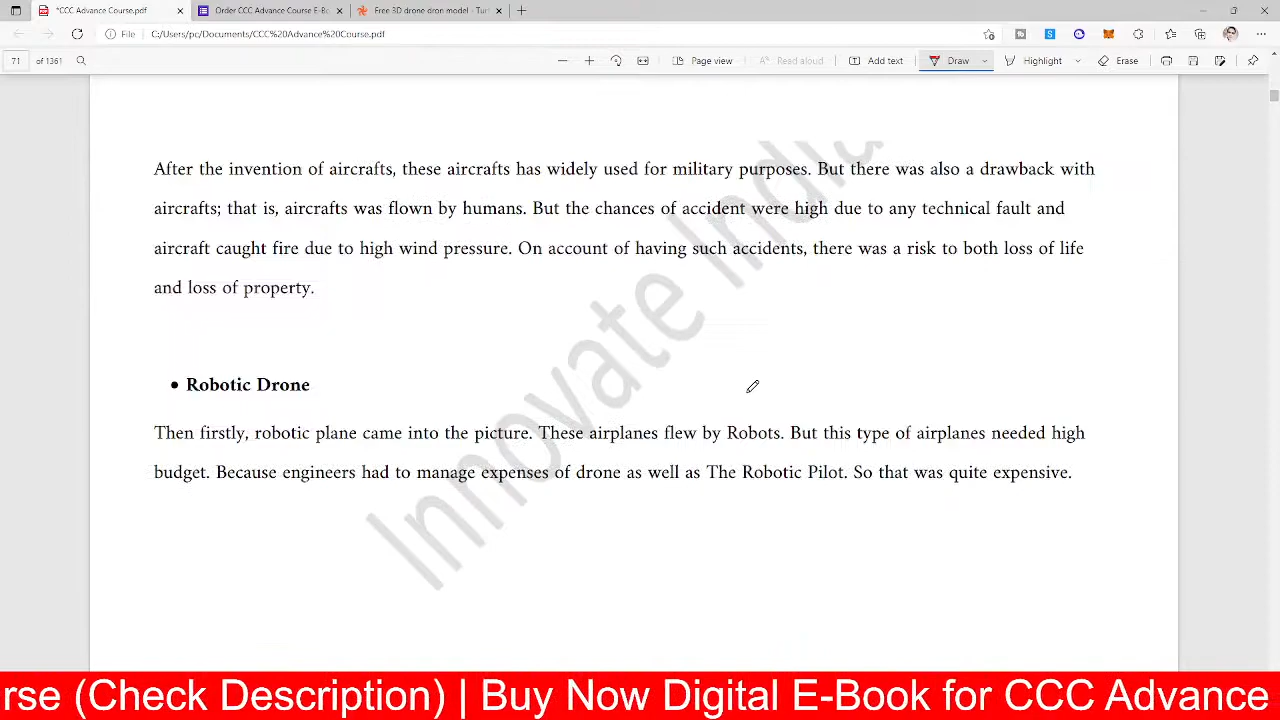 *CCC Advance Course.pdf
Order CCC Advance Course E-Bo
Free 3D drone dron model - Tur
File
C:/Users/pc/Documents/CCC%20Advance%20Course.pdf
71
of 1361
Page view
Read aloud
Add text
Draw
Highlight
Erase
After the invention of aircrafts, these aircrafts has widely used for military purposes. But there was also a drawback with
aircrafts; that is, aircrafts was flown by humans. But the chances of accident were high due to any technical fault and
aircraft caught fire due to high wind pressure. On account of having such accidents, there was a risk to both loss of life
and loss of property.
Innovate India
• Robotic Drone
Then firstly, robotic plane came into the picture. These airplanes flew by Robots. But this type of airplanes needed high
budget. Because engineers had to manage expenses of drone as well as The Robotic Pilot. So that was quite expensive.
rse (Check Description) | Buy Now Digital E-Book for CCC Advance